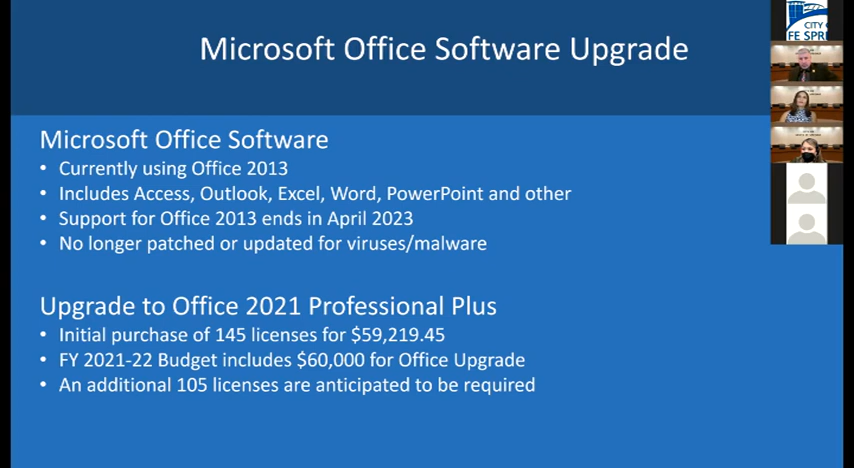 Microsoft Office Software Upgrade
CITY
FE SPRI
Microsoft Office Software
• Currently using Office 2013
• Includes Access, Outlook, Excel, Word, PowerPoint and other
• Support for Office 2013 ends in April 2023
• No longer patched or updated for viruses/malware
Upgrade to Office 2021 Professional Plus
• Initial purchase of 145 licenses for $59,219.45
• FY 2021-22 Budget includes $60,000 for Office Upgrade
• An additional 105 licenses are anticipated to be required